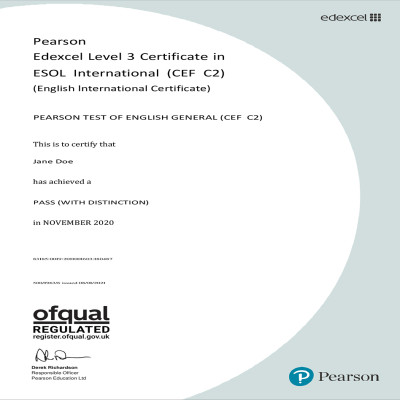 edexcel
Pearson
Edexcel Level 3 Certificate in
ESOL International (CEF C2)
(English International Certificate)
PEARSON TEST OF ENGLISH GENERAL (CEF C2)
This is to certify that
Jane Doe
has achieved a
PASS (WITH DISTINCTION)
in NOVEMBER 2020
ofqual
REGULATED
register.ofqual.gov.uk
Derek Richardson
Responsible Officer
Pearson Education Ltd
Pearson